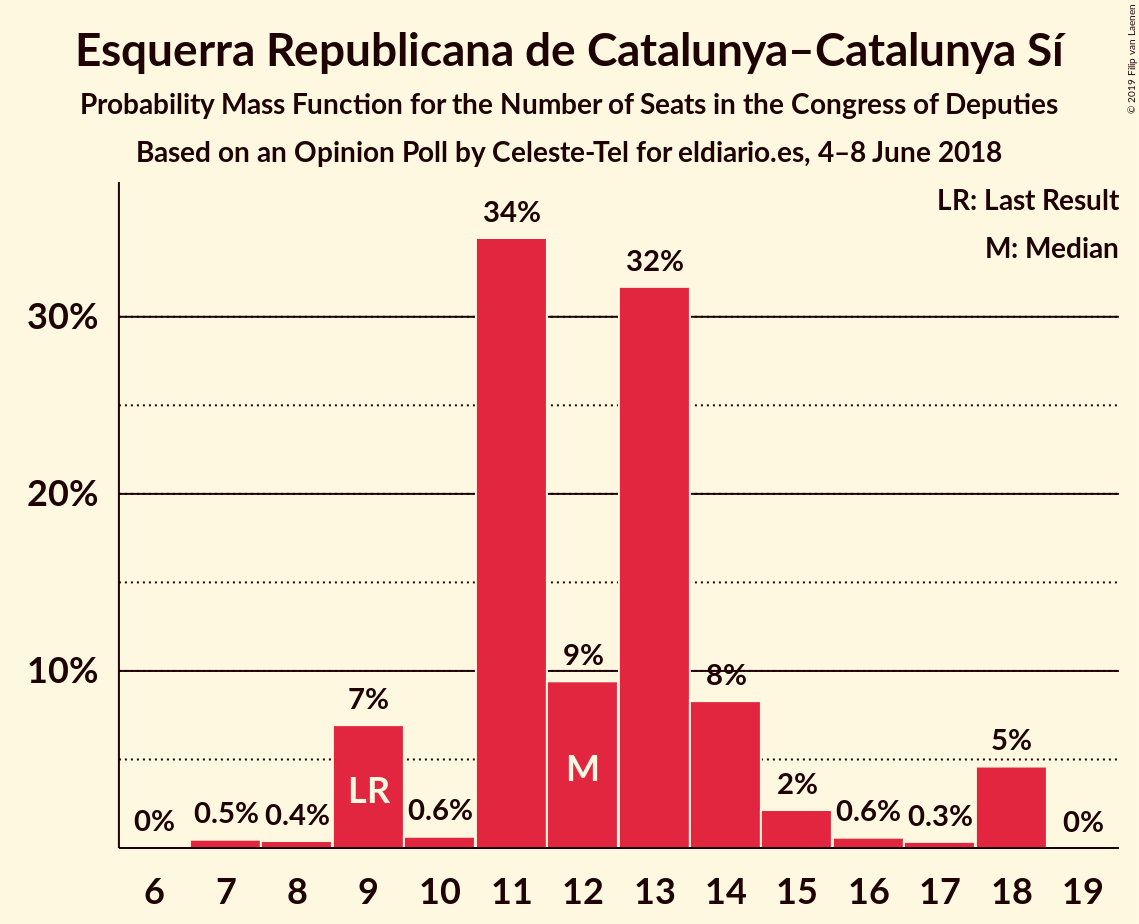 Esquerra Republicana de Catalunya–Catalunya Sí
Probability Mass Function for the Number of Seats in the Congress of Deputies
Based on an Opinion Poll by Celeste-Tel for eldiario.es, 4–8 June 2018
© 2019 Filip van Laenen
LR: Last Result
M: Median
34%
32%
30%
20%
10%
9%
8%
7%
5%
2%
0%
0.5%
0.4%
0.6%
0.6%
0.3%
0%
LR
M
6 7 8 9 10 11 12 13 14 15 16 17 18 19